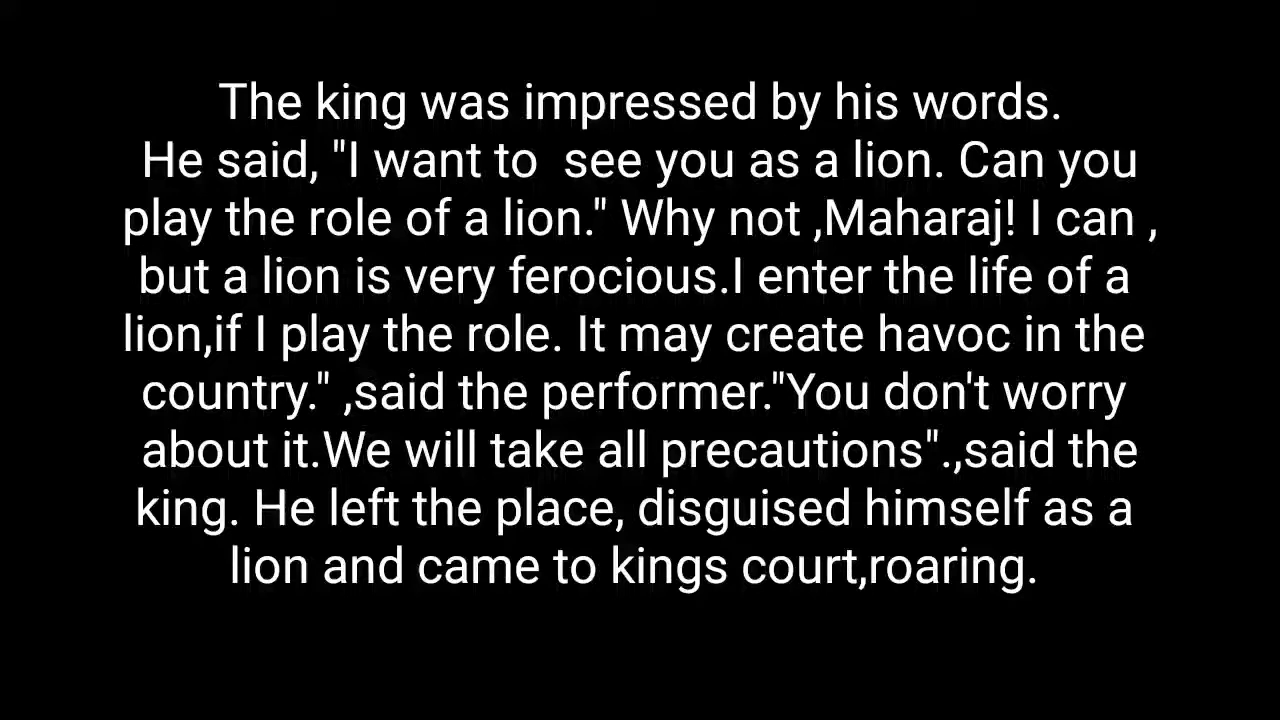 The king was impressed by his words.
He said, "I want to  see you as a lion. Can you
play the role of a lion." Why not ,Maharaj! I can ,
but a lion is very ferocious.I enter the life of a
lion,if I play the role. It may create havoc in the
country." ,said the performer."You don't worry
about it.We will take all precautions".,said the
king. He left the place, disguised himself as a
lion and came to kings court,roaring.